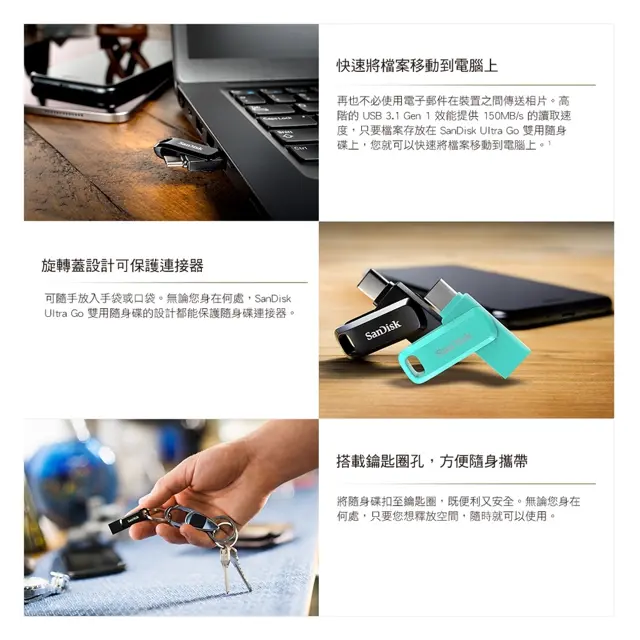 快速將檔案移動到電腦上
再也不必使用電子郵件在裝置之間傳送相片。高
階的 USB 3.1 Gen 1 效能提供 150MB/s 的讀取速
度，只要檔案存放在 SanDisk Ultra Go 雙用隨身
碟上，您就可以快速將檔案移動到電腦上。¹
SanDisk
旋轉蓋設計可保護連接器
可隨手放入手袋或口袋。無論您身在何處，SanDisk
Ultra Go 雙用隨身碟的設計都能保護隨身碟連接器。
SanDisk
SanDisk
搭載鑰匙圈孔，方便隨身攜帶
將隨身碟扣至鑰匙圈，既便利又安全。無論您身在
何處，只要您想釋放空間，隨時就可以使用。
SanDisk